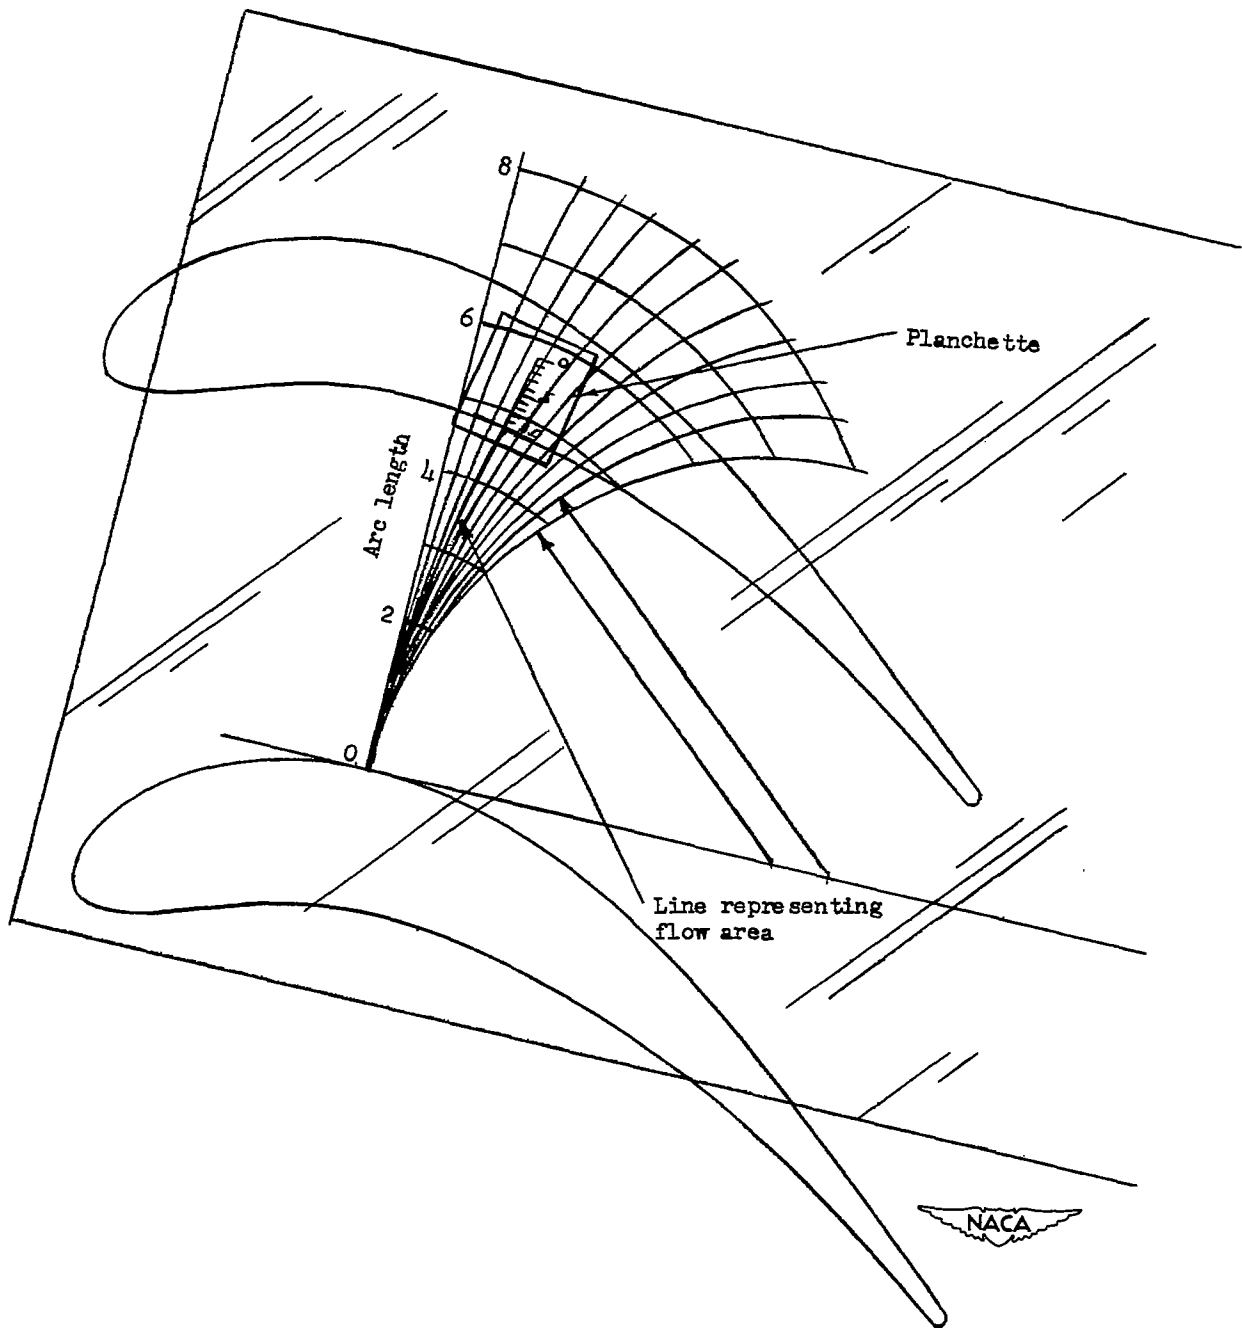 8
6
Planchette
4
Arc length
2
0
Line representing
flow area
NACA